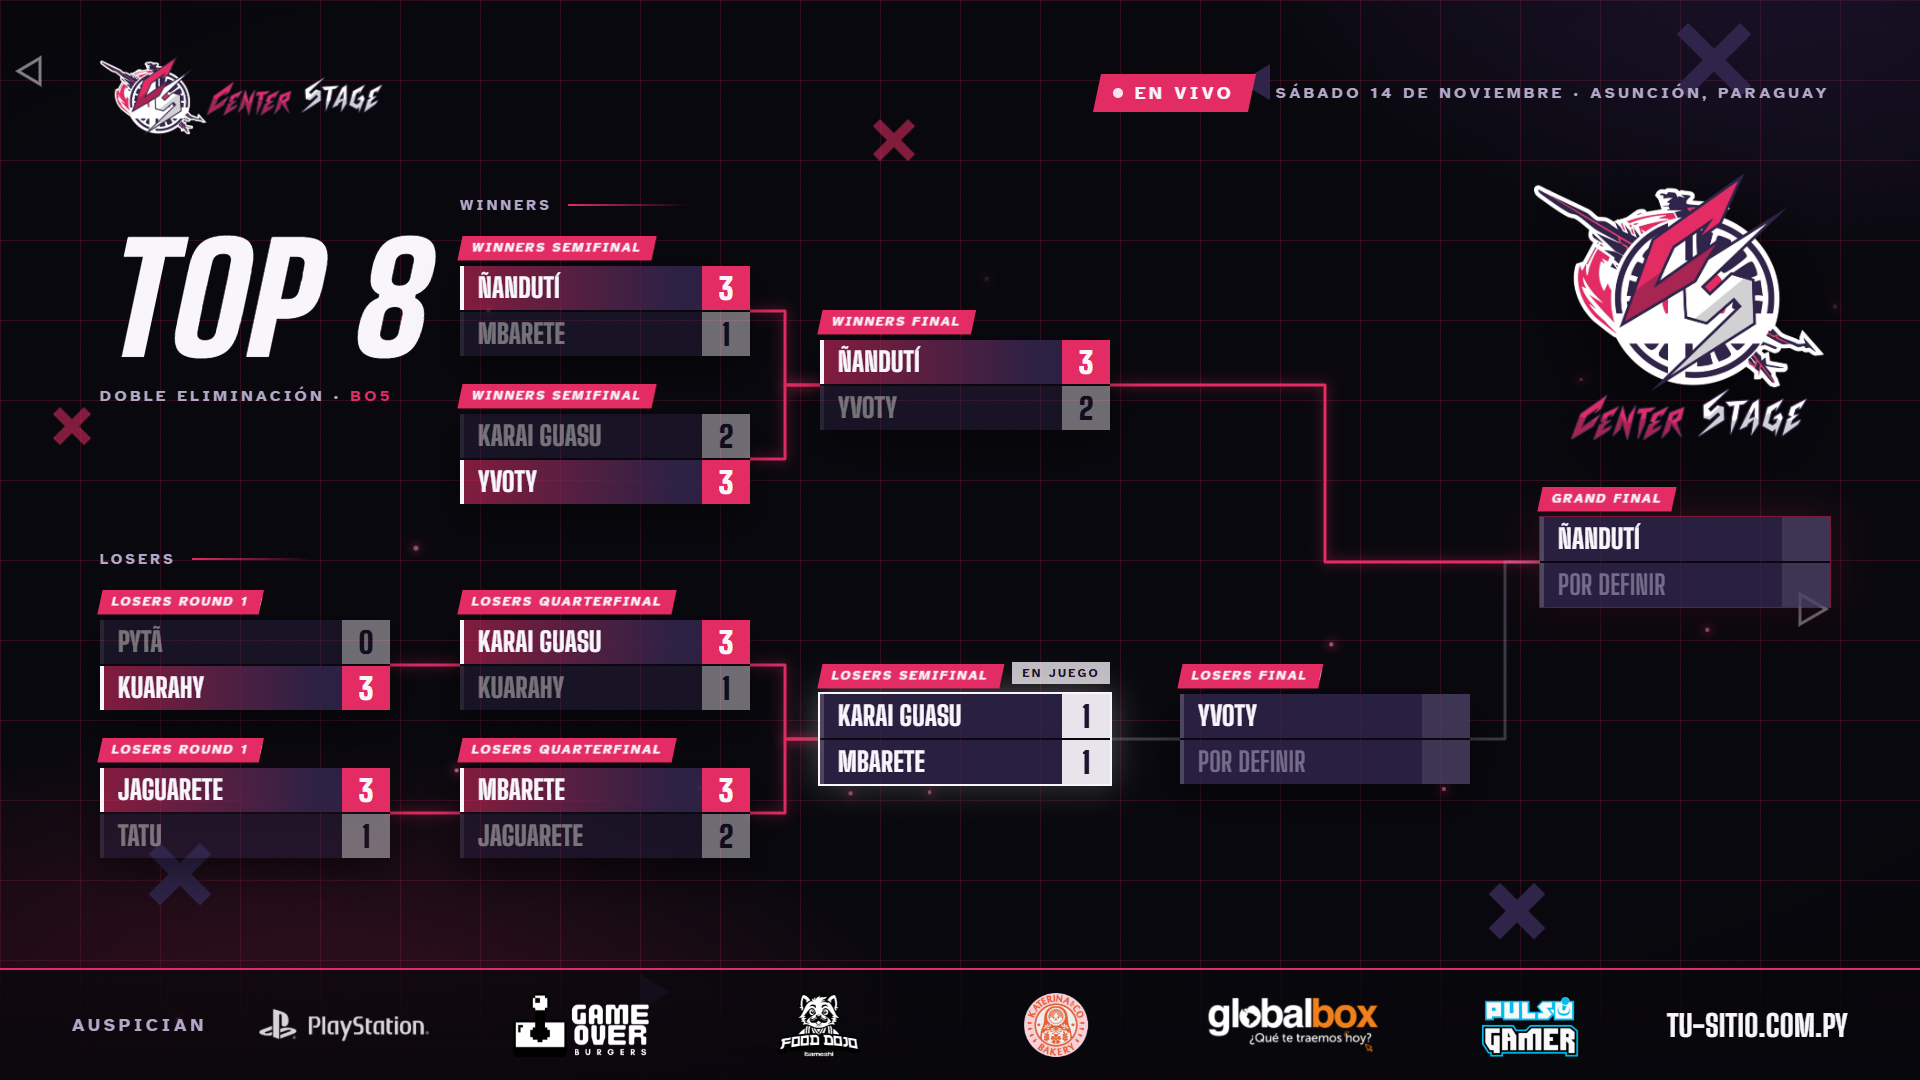 CENTER STAGE
EN VIVO
SÁBADO 14 DE NOVIEMBRE · ASUNCIÓN, PARAGUAY
TOP 8
DOBLE ELIMINACIÓN · BO5
WINNERS
WINNERS SEMIFINAL
ÑANDUTÍ 3
MBARETE 1
WINNERS SEMIFINAL
KARAI GUASU 2
YVOTY 3
WINNERS FINAL
ÑANDUTÍ 3
YVOTY 2
CENTER STAGE
GRAND FINAL
ÑANDUTÍ
POR DEFINIR
LOSERS
LOSERS ROUND 1
PYTÃ 0
KUARAHY 3
LOSERS ROUND 1
JAGUARETE 3
TATU 1
LOSERS QUARTERFINAL
KARAI GUASU 3
KUARAHY 1
LOSERS QUARTERFINAL
MBARETE 3
JAGUARETE 2
LOSERS SEMIFINAL
EN JUEGO
KARAI GUASU 1
MBARETE 1
LOSERS FINAL
YVOTY
POR DEFINIR
AUSPICIAN
PlayStation.
GAME
OVER
BURGERS
FOOD DOJO
KATERINA&CO
BAKERY
globalbox
¿Qué te traemos hoy?
PULSO
GAMER
TU-SITIO.COM.PY